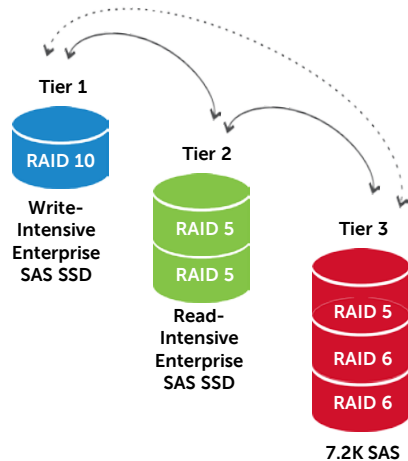 Tier 1
RAID 10
Write-
Intensive
Enterprise
SAS SSD
Tier 2
RAID 5
RAID 5
Read-
Intensive
Enterprise
SAS SSD
Tier 3
RAID 5
RAID 6
RAID 6
7.2K SAS